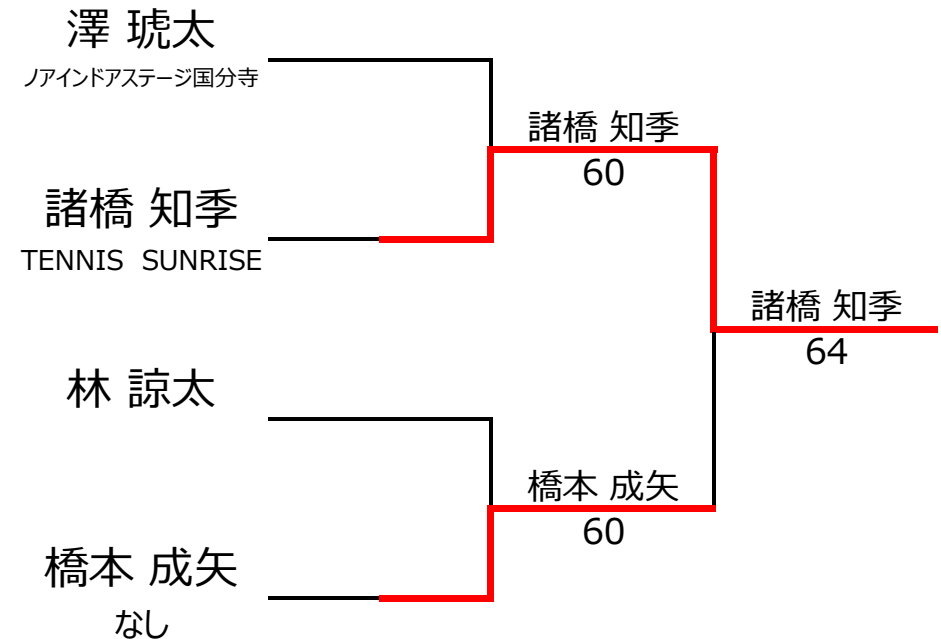 澤 琥太
ノアインドアステージ国分寺
諸橋 知季
TENNIS SUNRISE
林 諒太
橋本 成矢
なし
諸橋 知季
60
橋本 成矢
60
諸橋 知季
64